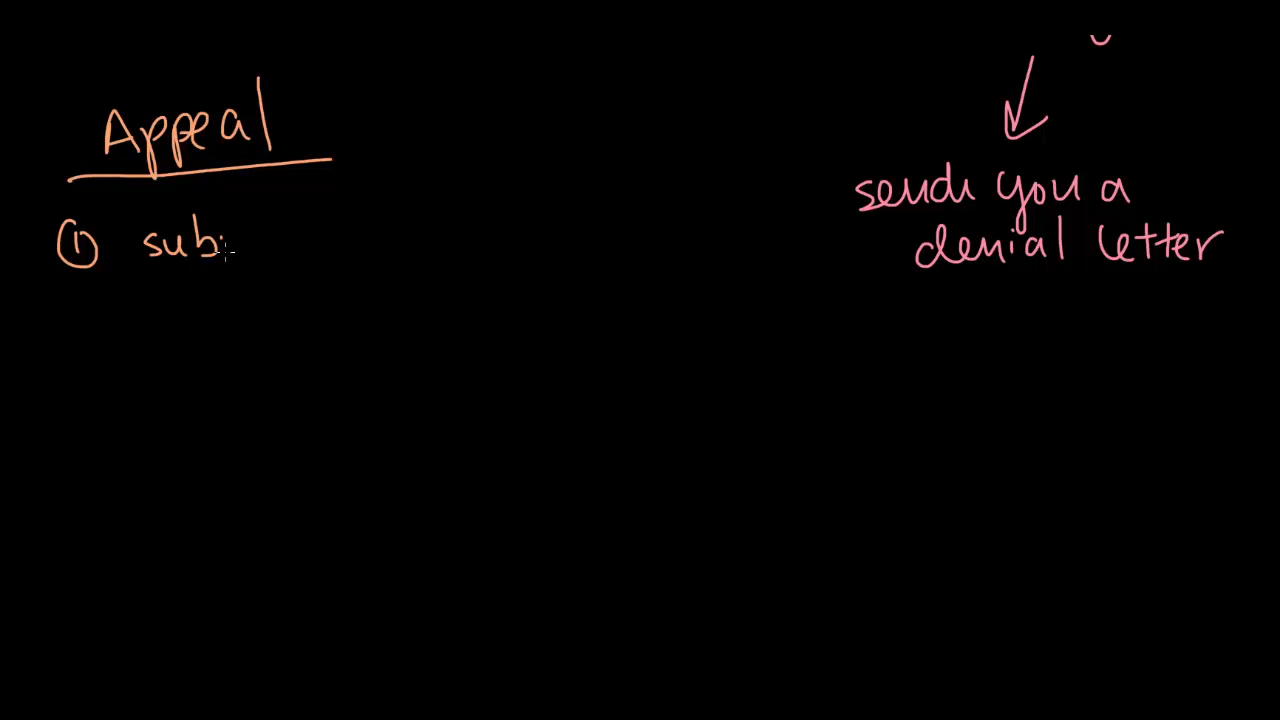 Appeal
① sub
sends you a
denial letter